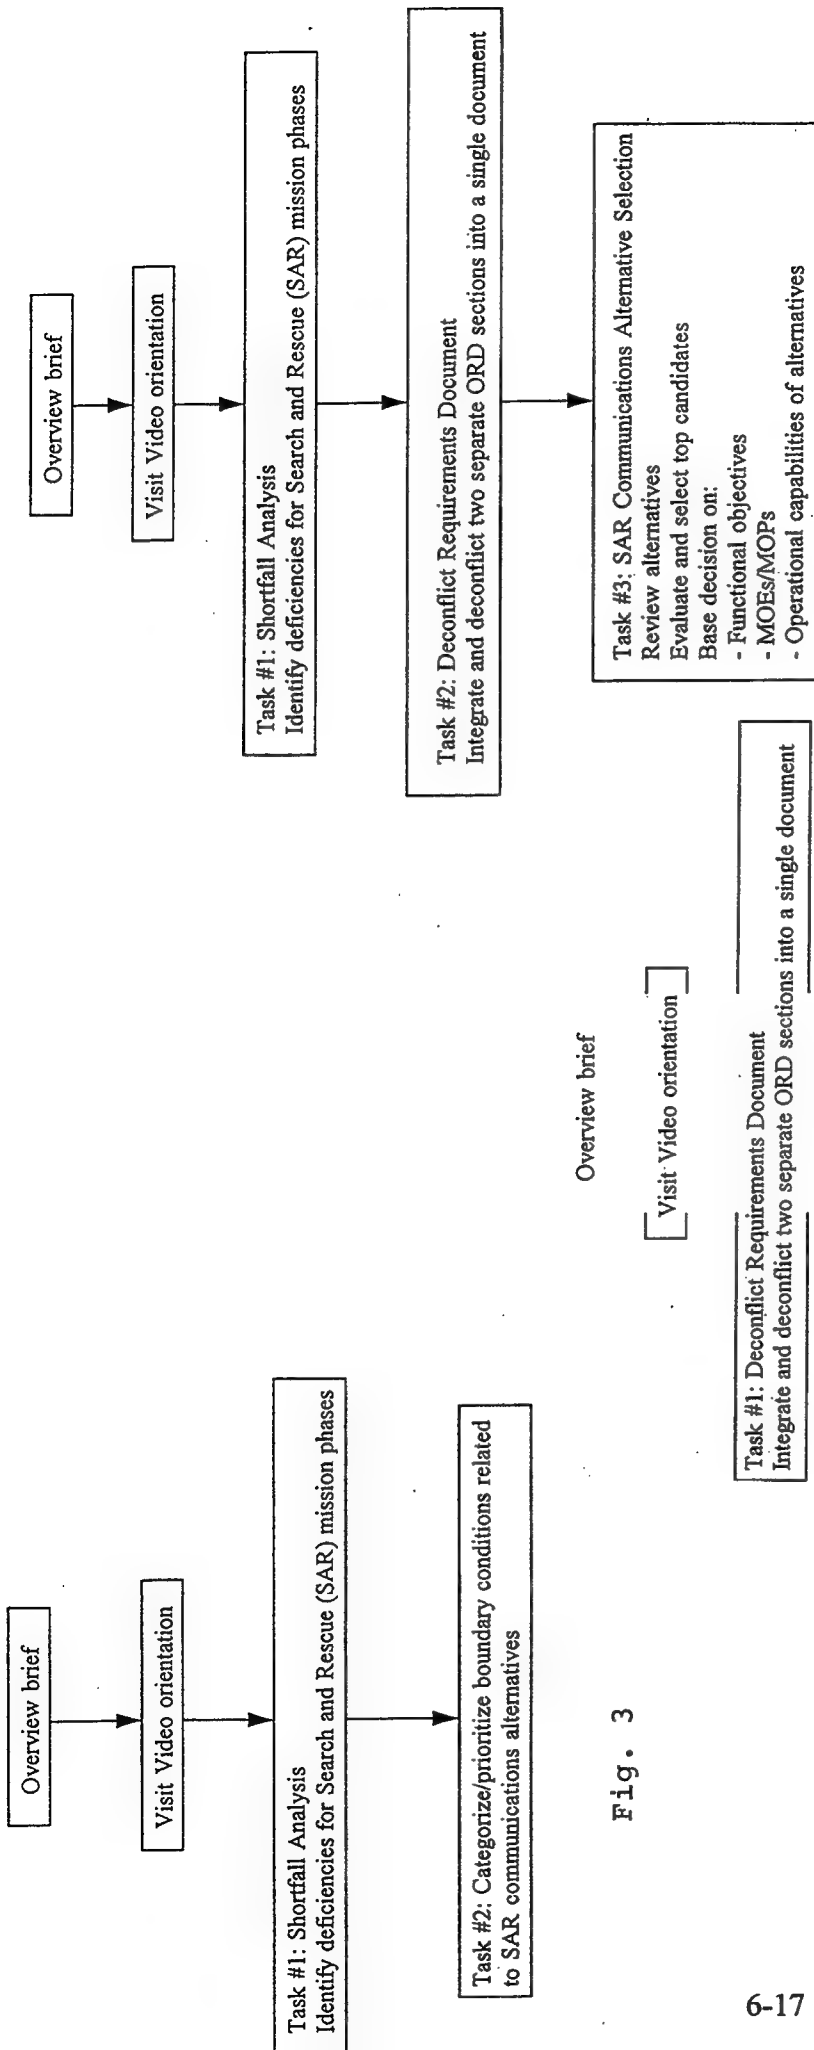 Overview brief
Visit Video orientation
Task #1: Shortfall Analysis
Identify deficiencies for Search and Rescue (SAR) mission phases
Task #2: Categorize/prioritize boundary conditions related
to SAR communications alternatives
Fig. 3
Overview brief
Visit Video orientation
Task #1: Deconflict Requirements Document
Integrate and deconflict two separate ORD sections into a single document
Overview brief
Visit Video orientation
Task #1: Shortfall Analysis
Identify deficiencies for Search and Rescue (SAR) mission phases
Task #2: Deconflict Requirements Document
Integrate and deconflict two separate ORD sections into a single document
Task #3: SAR Communications Alternative Selection
Review alternatives
Evaluate and select top candidates
Base decision on:
- Functional objectives
- MOEs/MOPs
- Operational capabilities of alternatives
6-17